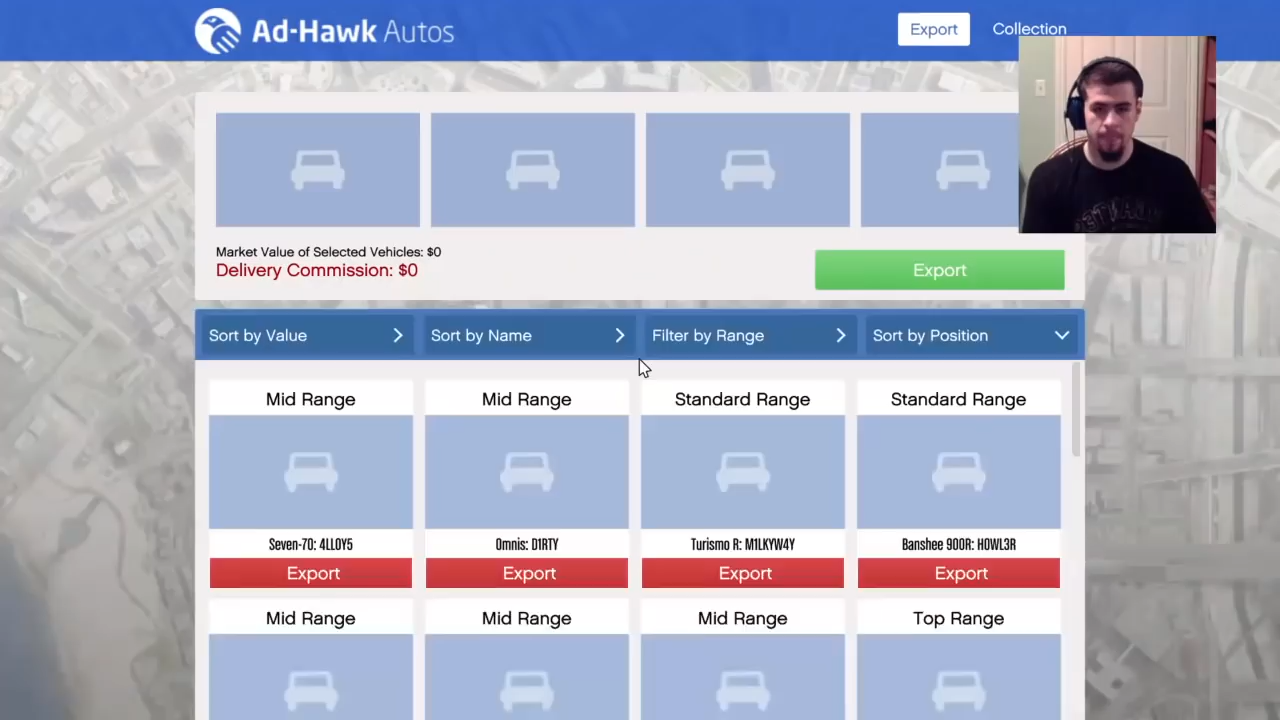 Ad-Hawk Autos
Export
Collection
Market Value of Selected Vehicles: $0
Delivery Commission: $0
Export
Sort by Value
Sort by Name
Filter by Range
Sort by Position
Mid Range
Mid Range
Standard Range
Standard Range
Seven-70: 4LLOY5
Omnis: D1RTY
Turismo R: M1LKYW4Y
Banshee 900R: HOWL3R
Export
Export
Export
Export
Mid Range
Mid Range
Mid Range
Top Range